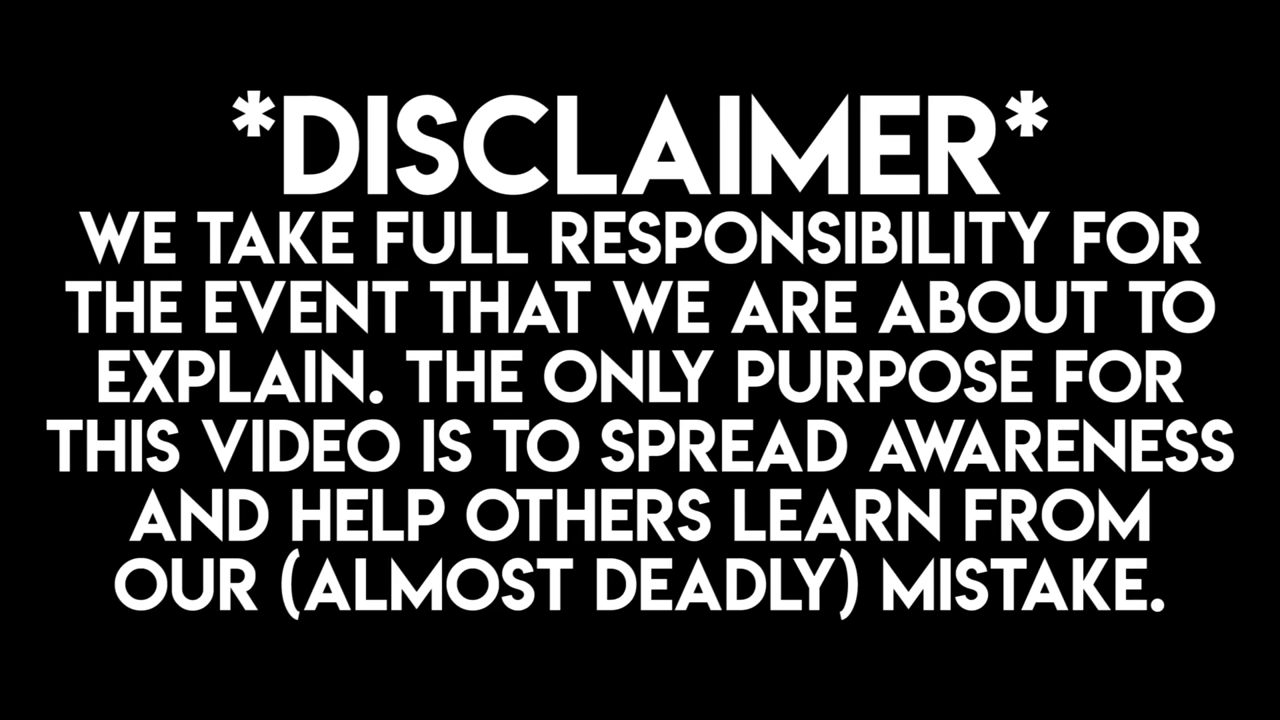 *DISCLAIMER*
WE TAKE FULL RESPONSIBILITY FOR
THE EVENT THAT WE ARE ABOUT TO
EXPLAIN. THE ONLY PURPOSE FOR
THIS VIDEO IS TO SPREAD AWARENESS
AND HELP OTHERS LEARN FROM
OUR (ALMOST DEADLY) MISTAKE.